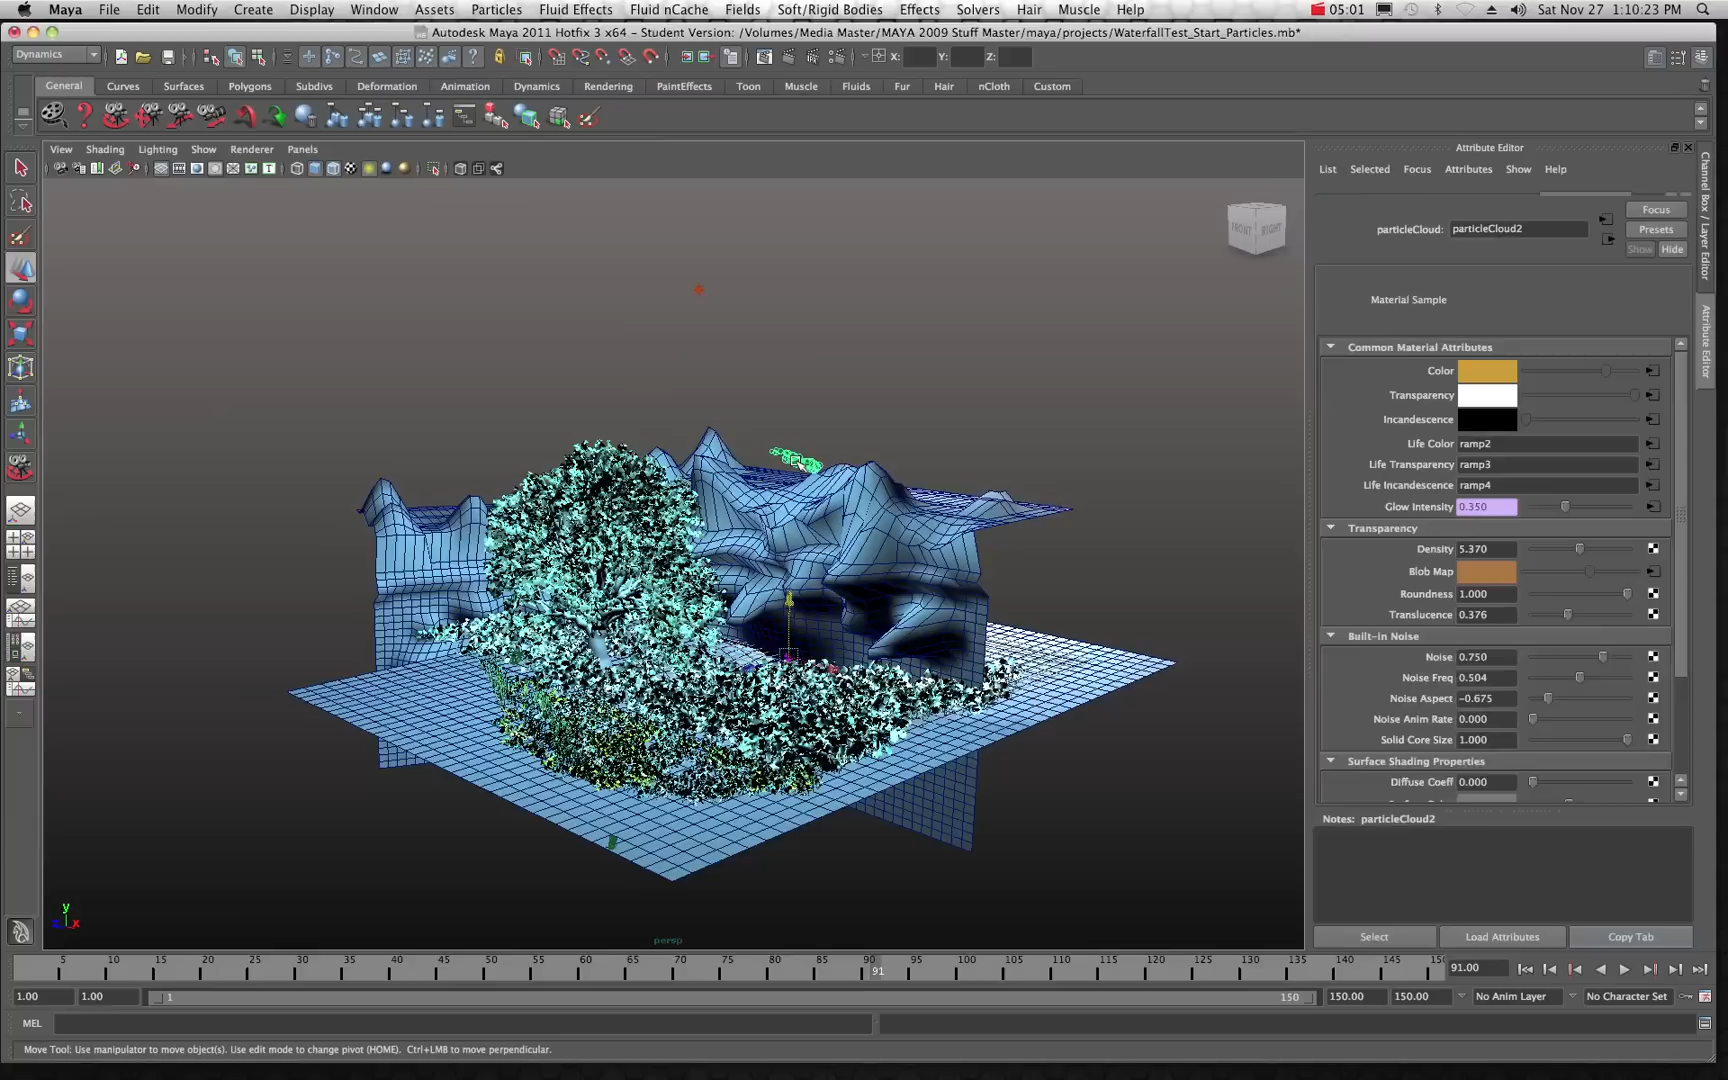 Maya File Edit Modify Create Display Window Assets Particles Fluid Effects Fluid nCache Fields Soft/Rigid Bodies Effects Solvers Hair Muscle Help 05:01 Sat Nov 27 1:10:23 PM
Autodesk Maya 2011 Hotfix 3 x64 - Student Version: /Volumes/Media Master/MAYA 2009 Stuff Master/maya/projects/WaterfallTest_Start_Particles.mb*
Dynamics X: Y: Z:
General Curves Surfaces Polygons Subdivs Deformation Animation Rendering PaintEffects Toon Muscle Fluids Fur Hair nCloth Custom
View Shading Lighting Show Renderer Panels
FRONT RIGHT
persp
y
x
Attribute Editor
List Selected Focus Attributes Show Help
Focus
particleCloud: particleCloud2 Presets
Show Hide
Material Sample
Common Material Attributes
Color
Transparency
Incandescence
Life Color ramp2
Life Transparency ramp3
Life Incandescence ramp4
Glow Intensity 0.350
Transparency
Density 5.370
Blob Map
Roundness 1.000
Translucence 0.376
Built-in Noise
Noise 0.750
Noise Freq 0.504
Noise Aspect -0.675
Noise Anim Rate 0.000
Solid Core Size 1.000
Surface Shading Properties
Diffuse Coeff 0.000
Notes: particleCloud2
Select Load Attributes Copy Tab
Channel Box / Layer Editor
Attribute Editor
5 10 15 20 25 30 35 40 45 50 55 60 65 70 75 80 85 90 95 100 105 110 115 120 125 130 135 140 145 15
91
91.00
1.00 1.00 1 150 150.00 150.00 No Anim Layer No Character Set
MEL
Move Tool: Use manipulator to move object(s). Use edit mode to change pivot (HOME). Ctrl+LMB to move perpendicular.